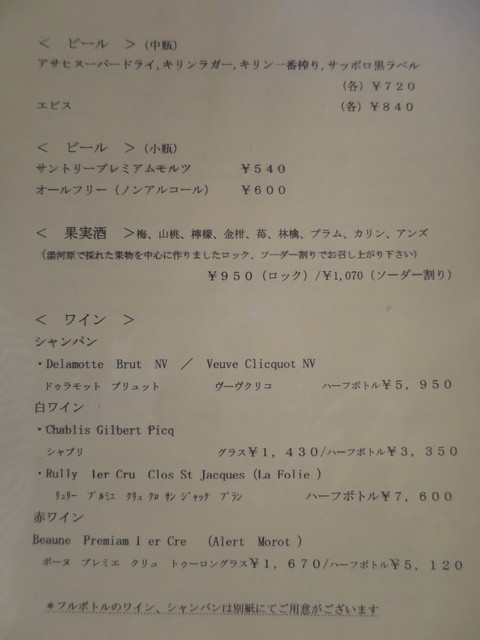 ＜　ビール　＞（中瓶）
アサヒスーパードライ,キリンラガー,キリン一番搾り,サッポロ黒ラベル
（各）￥７２０
エビス　（各）￥８４０
＜　ビール　＞（小瓶）
サントリープレミアムモルツ　￥５４０
オールフリー（ノンアルコール）　￥６００
＜　果実酒　＞梅、山桃、檸檬、金柑、苺、林檎、プラム、カリン、アンズ
（湯河原で採れた果物を中心に作りましたロック、ソーダー割りでお召し上がり下さい）
￥９５０（ロック）/￥1,070（ソーダー割り）
＜　ワイン　＞
シャンパン
・Delamotte Brut NV ／ Veuve Clicquot NV
ドゥラモット　ブリュット　ヴーヴクリコ　ハーフボトル￥５，９５０
白ワイン
・Chablis Gilbert Picq
シャブリ　グラス￥１，４３０/ハーフボトル￥３，３５０
・Rully 1er Cru Clos St Jacques (La Folie )
ﾘｭﾘｰ ﾌﾟﾙﾐｴ ｸﾘｭ ｸﾛ ｻﾝ ｼﾞｬｯｸ ﾌﾞﾗﾝ　ハーフボトル￥７，６００
赤ワイン
Beaune Premiam 1 er Cre (Alert Morot )
ボーヌ　プレミエ　クリュ　トゥーロングラス￥１，６７０/ハーフボトル￥５，１２０
＊フルボトルのワイン、シャンパンは別紙にてご用意がございます